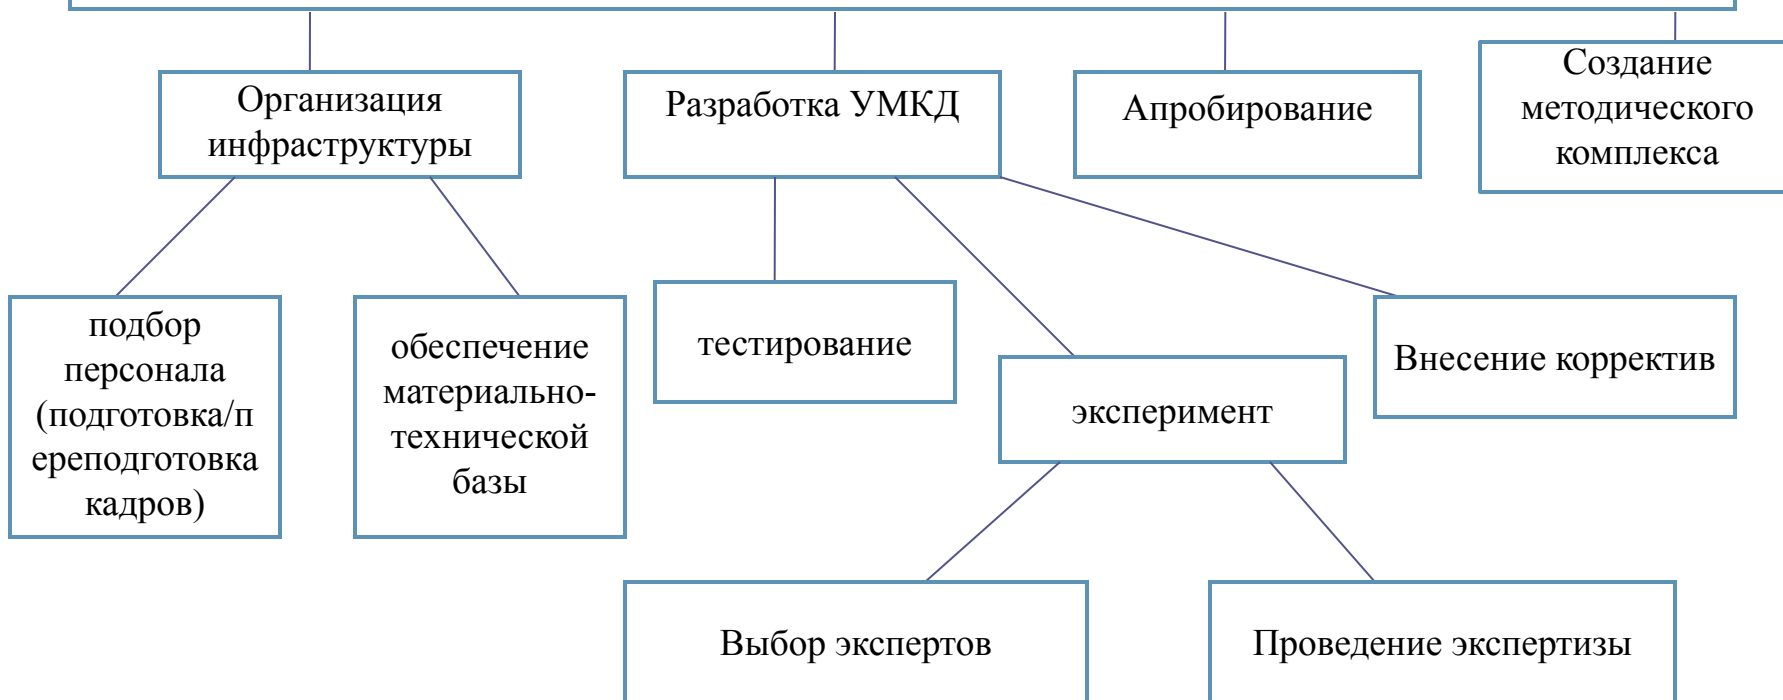 Организация
инфраструктуры
Разработка УМКД
Апробирование
Создание
методического
комплекса
подбор
персонала
(подготовка/п
ереподготовка
кадров)
обеспечение
материально-
технической
базы
тестирование
эксперимент
Внесение корректив
Выбор экспертов
Проведение экспертизы